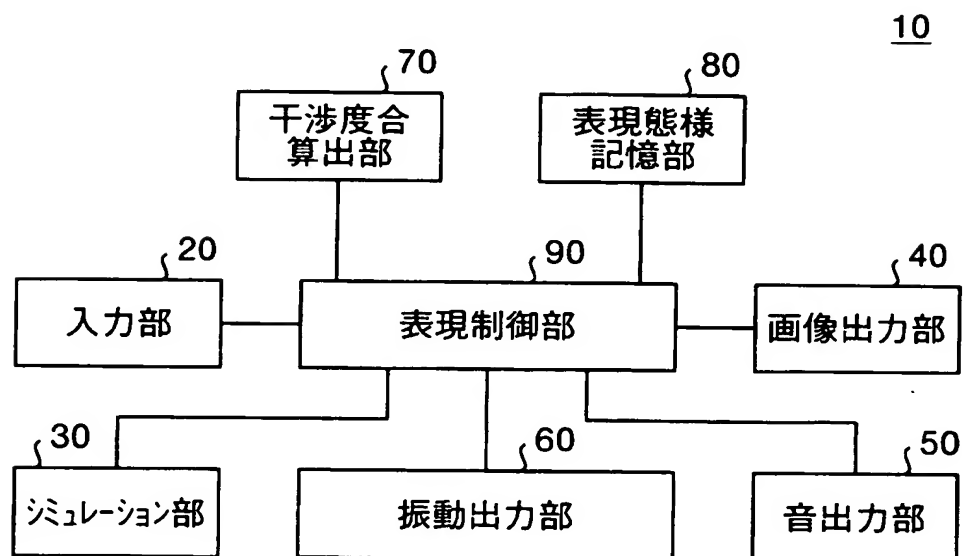 10
70
干渉度合
算出部
80
表現態様
記憶部
20
入力部
90
表現制御部
40
画像出力部
30
シミュレーション部
60
振動出力部
50
音出力部